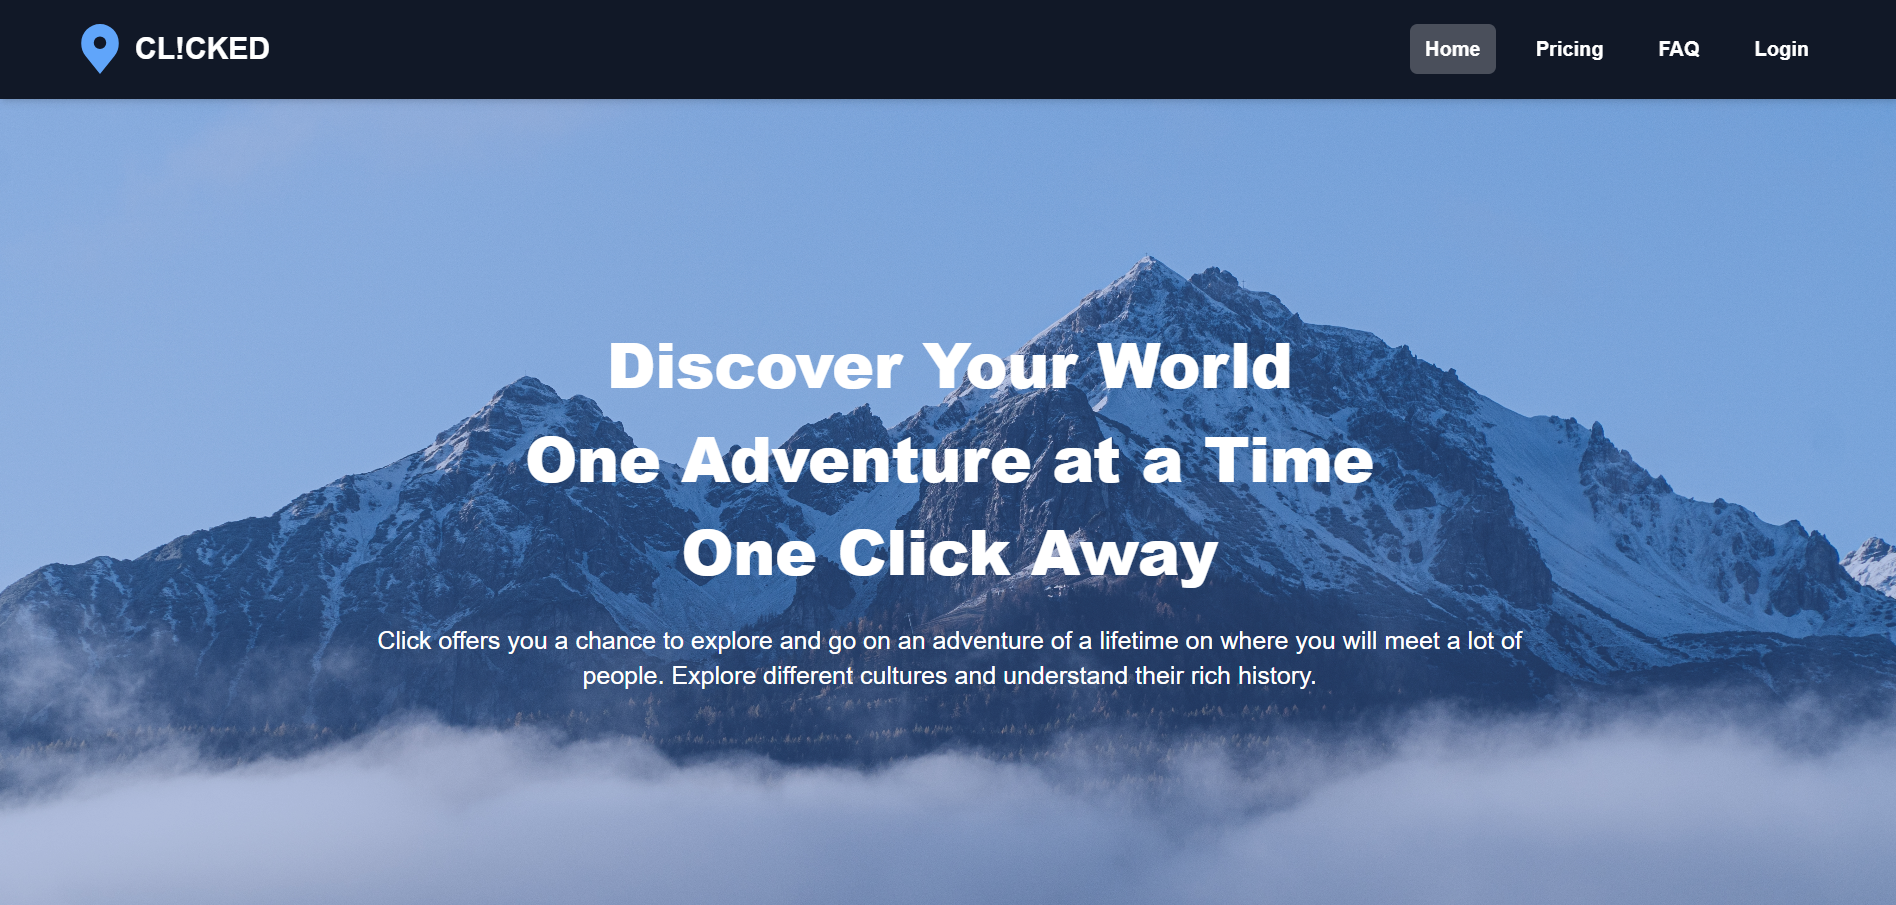 CL!CKED
Home
Pricing
FAQ
Login
Discover Your World
One Adventure at a Time
One Click Away
Click offers you a chance to explore and go on an adventure of a lifetime on where you will meet a lot of
people. Explore different cultures and understand their rich history.